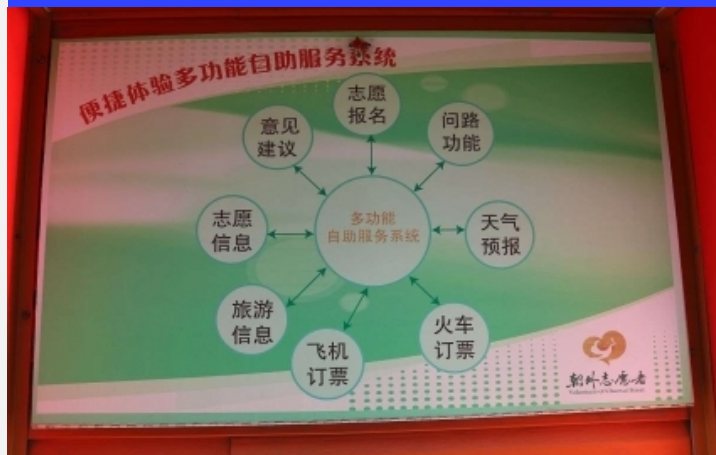 便捷体验多功能自助服务系统
志愿
报名
问路
功能
天气
预报
火车
订票
飞机
订票
旅游
信息
志愿
信息
意见
建议
多功能
自助服务系统
朝外志愿者